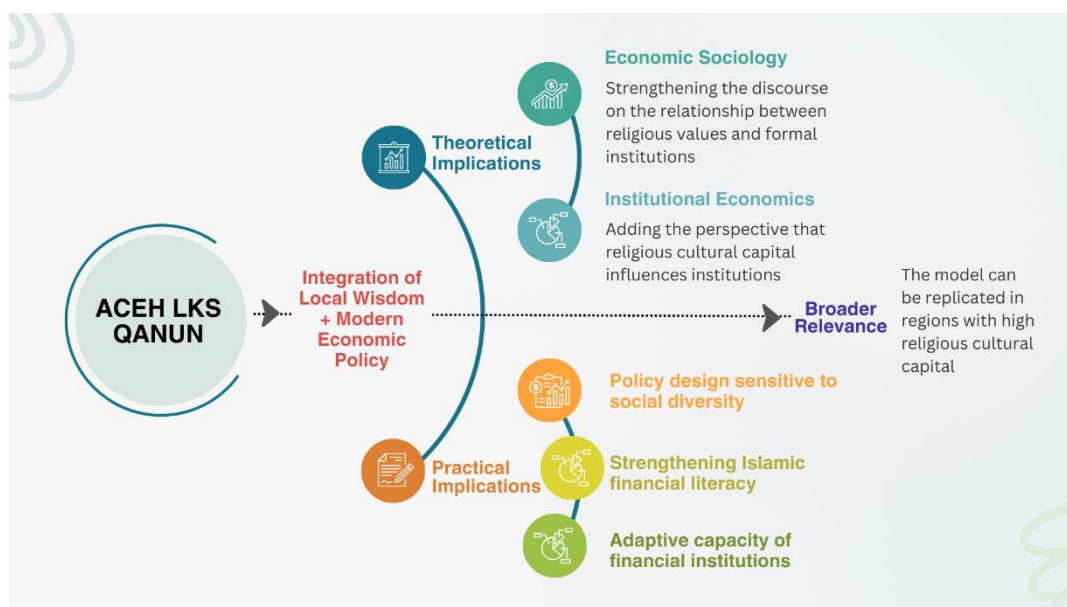 ACEH LKS
QANUN
Integration of
Local Wisdom
+ Modern
Economic
Policy
Theoretical
Implications
Economic Sociology
Strengthening the discourse
on the relationship between
religious values and formal
institutions
Institutional Economics
Adding the perspective that
religious cultural capital
influences institutions
Broader
Relevance
The model can
be replicated in
regions with high
religious cultural
capital
Practical
Implications
Policy design sensitive to
social diversity
Strengthening Islamic
financial literacy
Adaptive capacity of
financial institutions